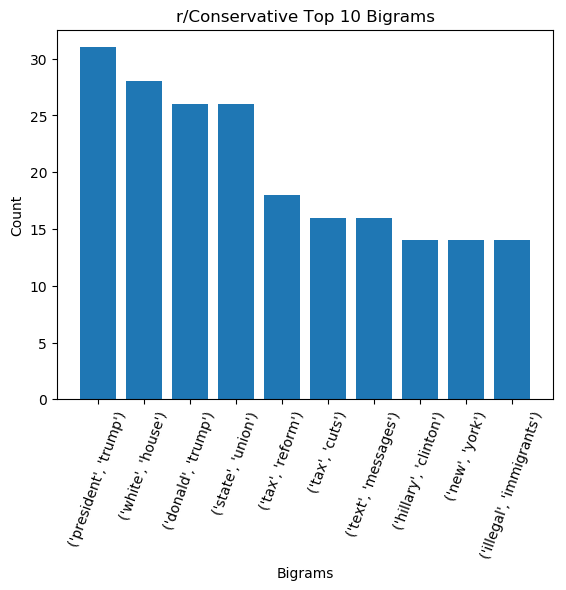 r/Conservative Top 10 Bigrams
30
25
20
15
10
5
0
Count
('president', 'trump')
('white', 'house')
('donald', 'trump')
('state', 'union')
('tax', 'reform')
('tax', 'cuts')
('text', 'messages')
('hillary', 'clinton')
('new', 'york')
('illegal', 'immigrants')
Bigrams